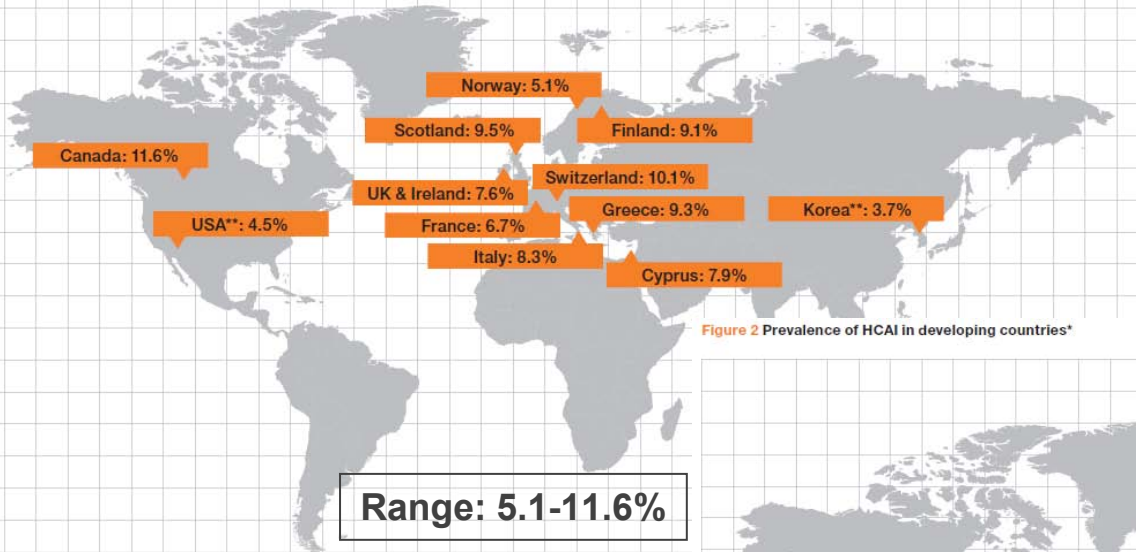 Norway: 5.1%
Scotland: 9.5%
Finland: 9.1%
Canada: 11.6%
Switzerland: 10.1%
UK & Ireland: 7.6%
Greece: 9.3%
Korea**: 3.7%
USA**: 4.5%
France: 6.7%
Italy: 8.3%
Cyprus: 7.9%
Figure 2 Prevalence of HCAI in developing countries*
Range: 5.1-11.6%